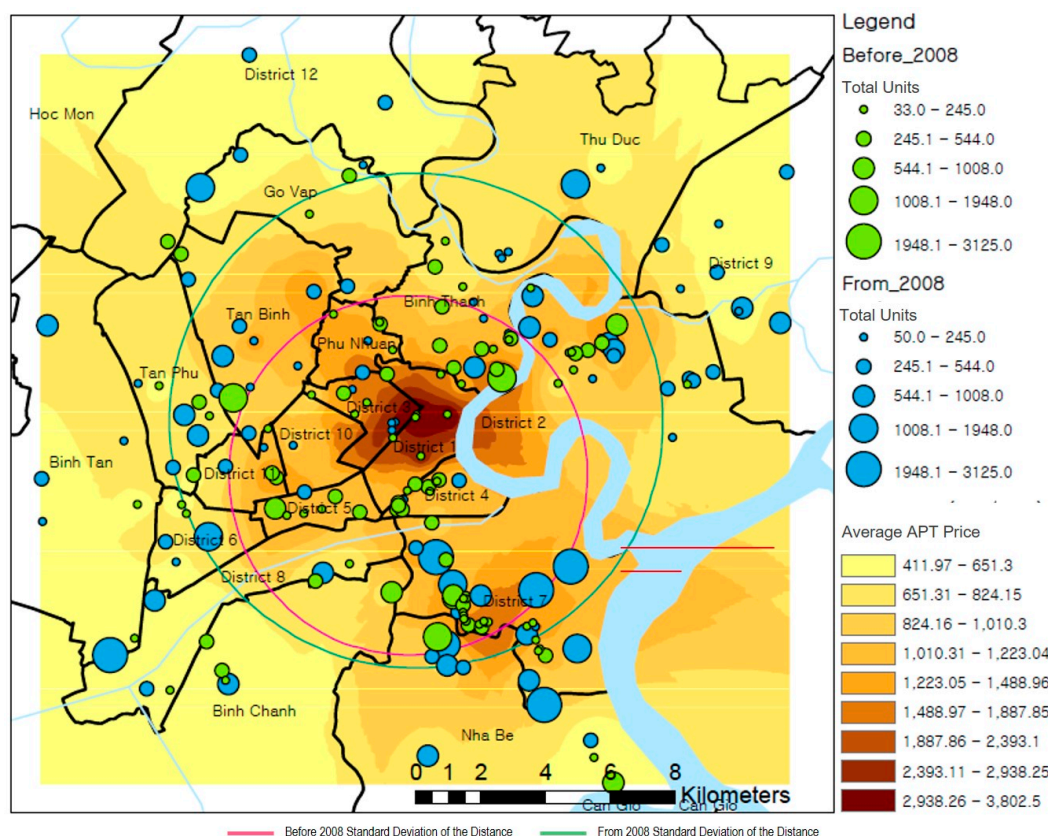 Legend
Before_2008
Total Units
33.0 – 245.0
245.1 – 544.0
544.1 – 1008.0
1008.1 – 1948.0
1948.1 – 3125.0
From_2008
Total Units
50.0 – 245.0
245.1 – 544.0
544.1 – 1008.0
1008.1 – 1948.0
1948.1 – 3125.0
Average APT Price
411.97 – 651.3
651.31 – 824.15
824.16 – 1,010.3
1,010.31 – 1,223.04
1,223.05 – 1,488.96
1,488.97 – 1,887.85
1,887.86 – 2,393.1
2,393.11 – 2,938.25
2,938.26 – 3,802.5
District 12
Hoc Mon
Thu Duc
Go Vap
District 9
Binh Thanh
Tan Binh
Phu Nhuan
Tan Phu
District 3
District 2
District 10
District 1
Binh Tan
District 11
District 4
District 5
District 6
District 8
District 7
Binh Chanh
Nha Be
0 1 2 4 6 8
Kilometers
Can Gio Can Gio
Before 2008 Standard Deviation of the Distance From 2008 Standard Deviation of the Distance